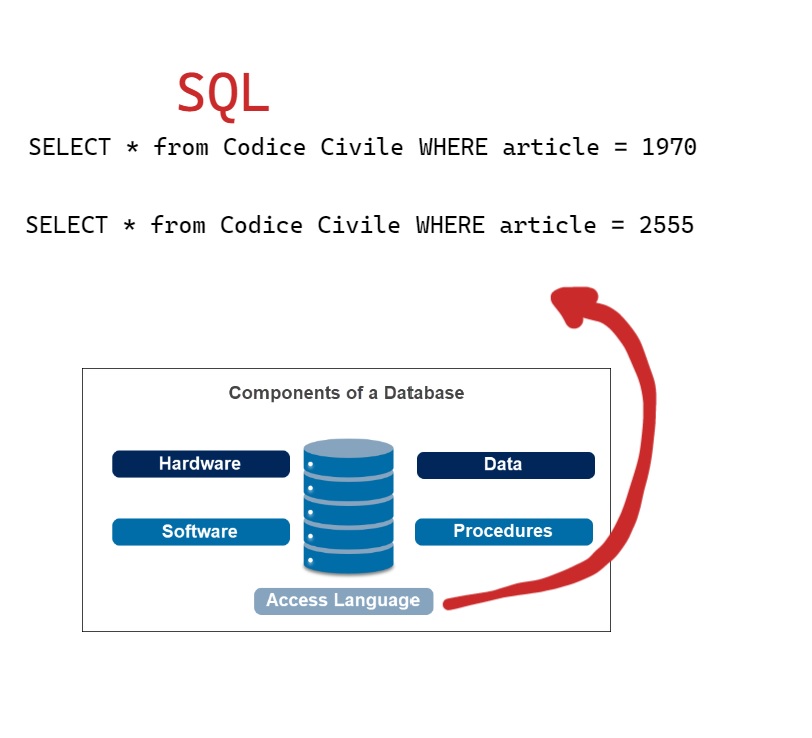 SQL
SELECT * from Codice Civile WHERE article = 1970
SELECT * from Codice Civile WHERE article = 2555
Components of a Database
Hardware
Data
Software
Procedures
Access Language